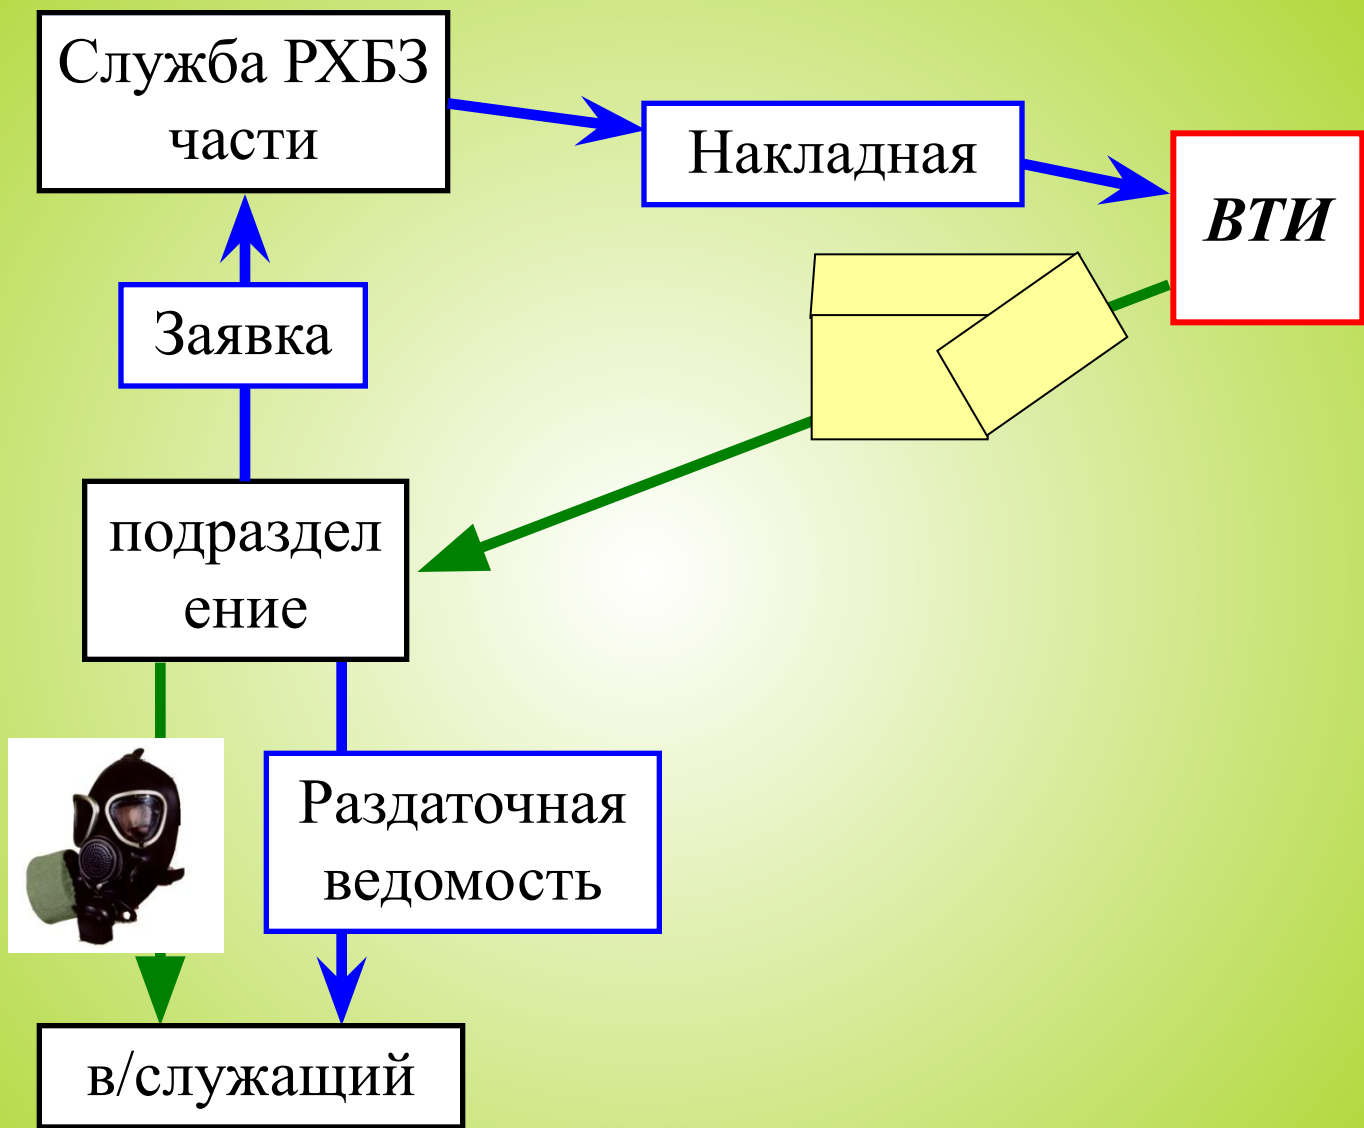 Служба РХБЗ
части
Накладная
ВТИ
Заявка
подраздел
ение
Раздаточная
ведомость
в/служащий